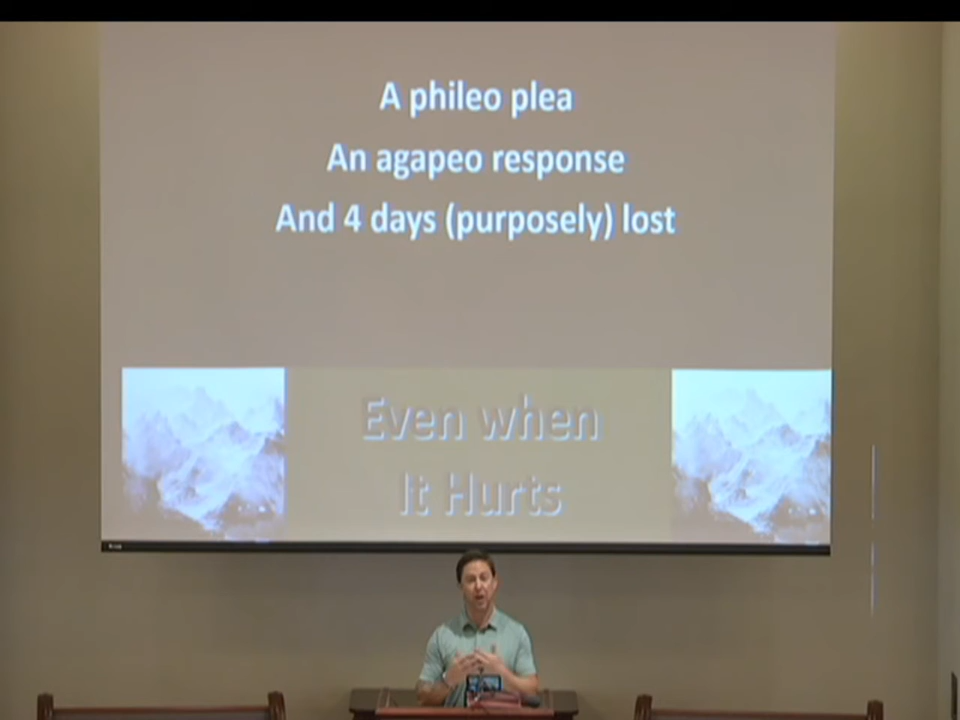 A phileo plea
An agapeo response
And 4 days (purposely) lost
Even when
It Hurts